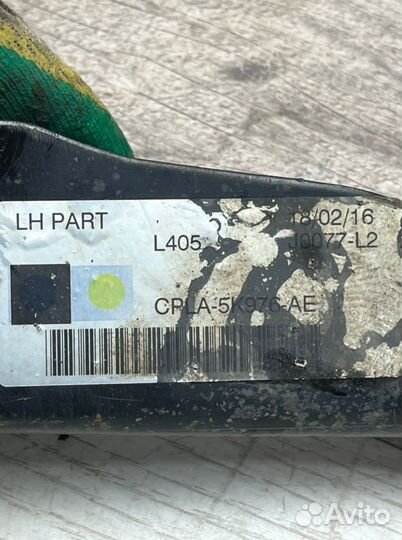 LH PART
18/02/16
L405
J0077-L2
CPLA-5K976-AE
Avito